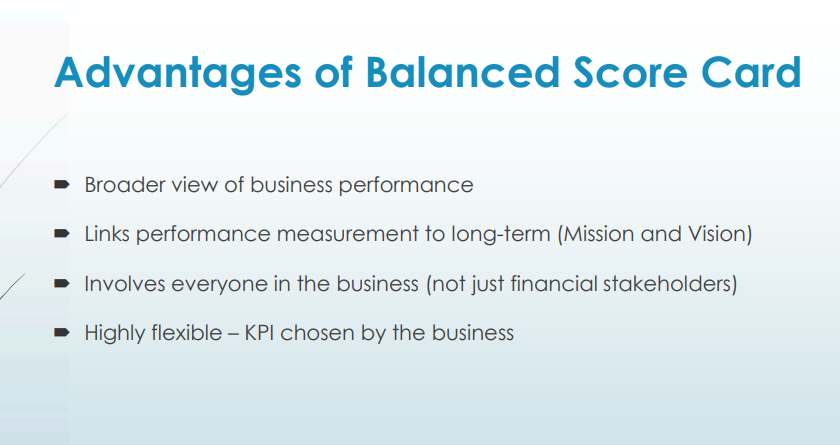 Advantages of Balanced Score Card
Broader view of business performance
Links performance measurement to long-term (Mission and Vision)
Involves everyone in the business (not just financial stakeholders)
Highly flexible – KPI chosen by the business